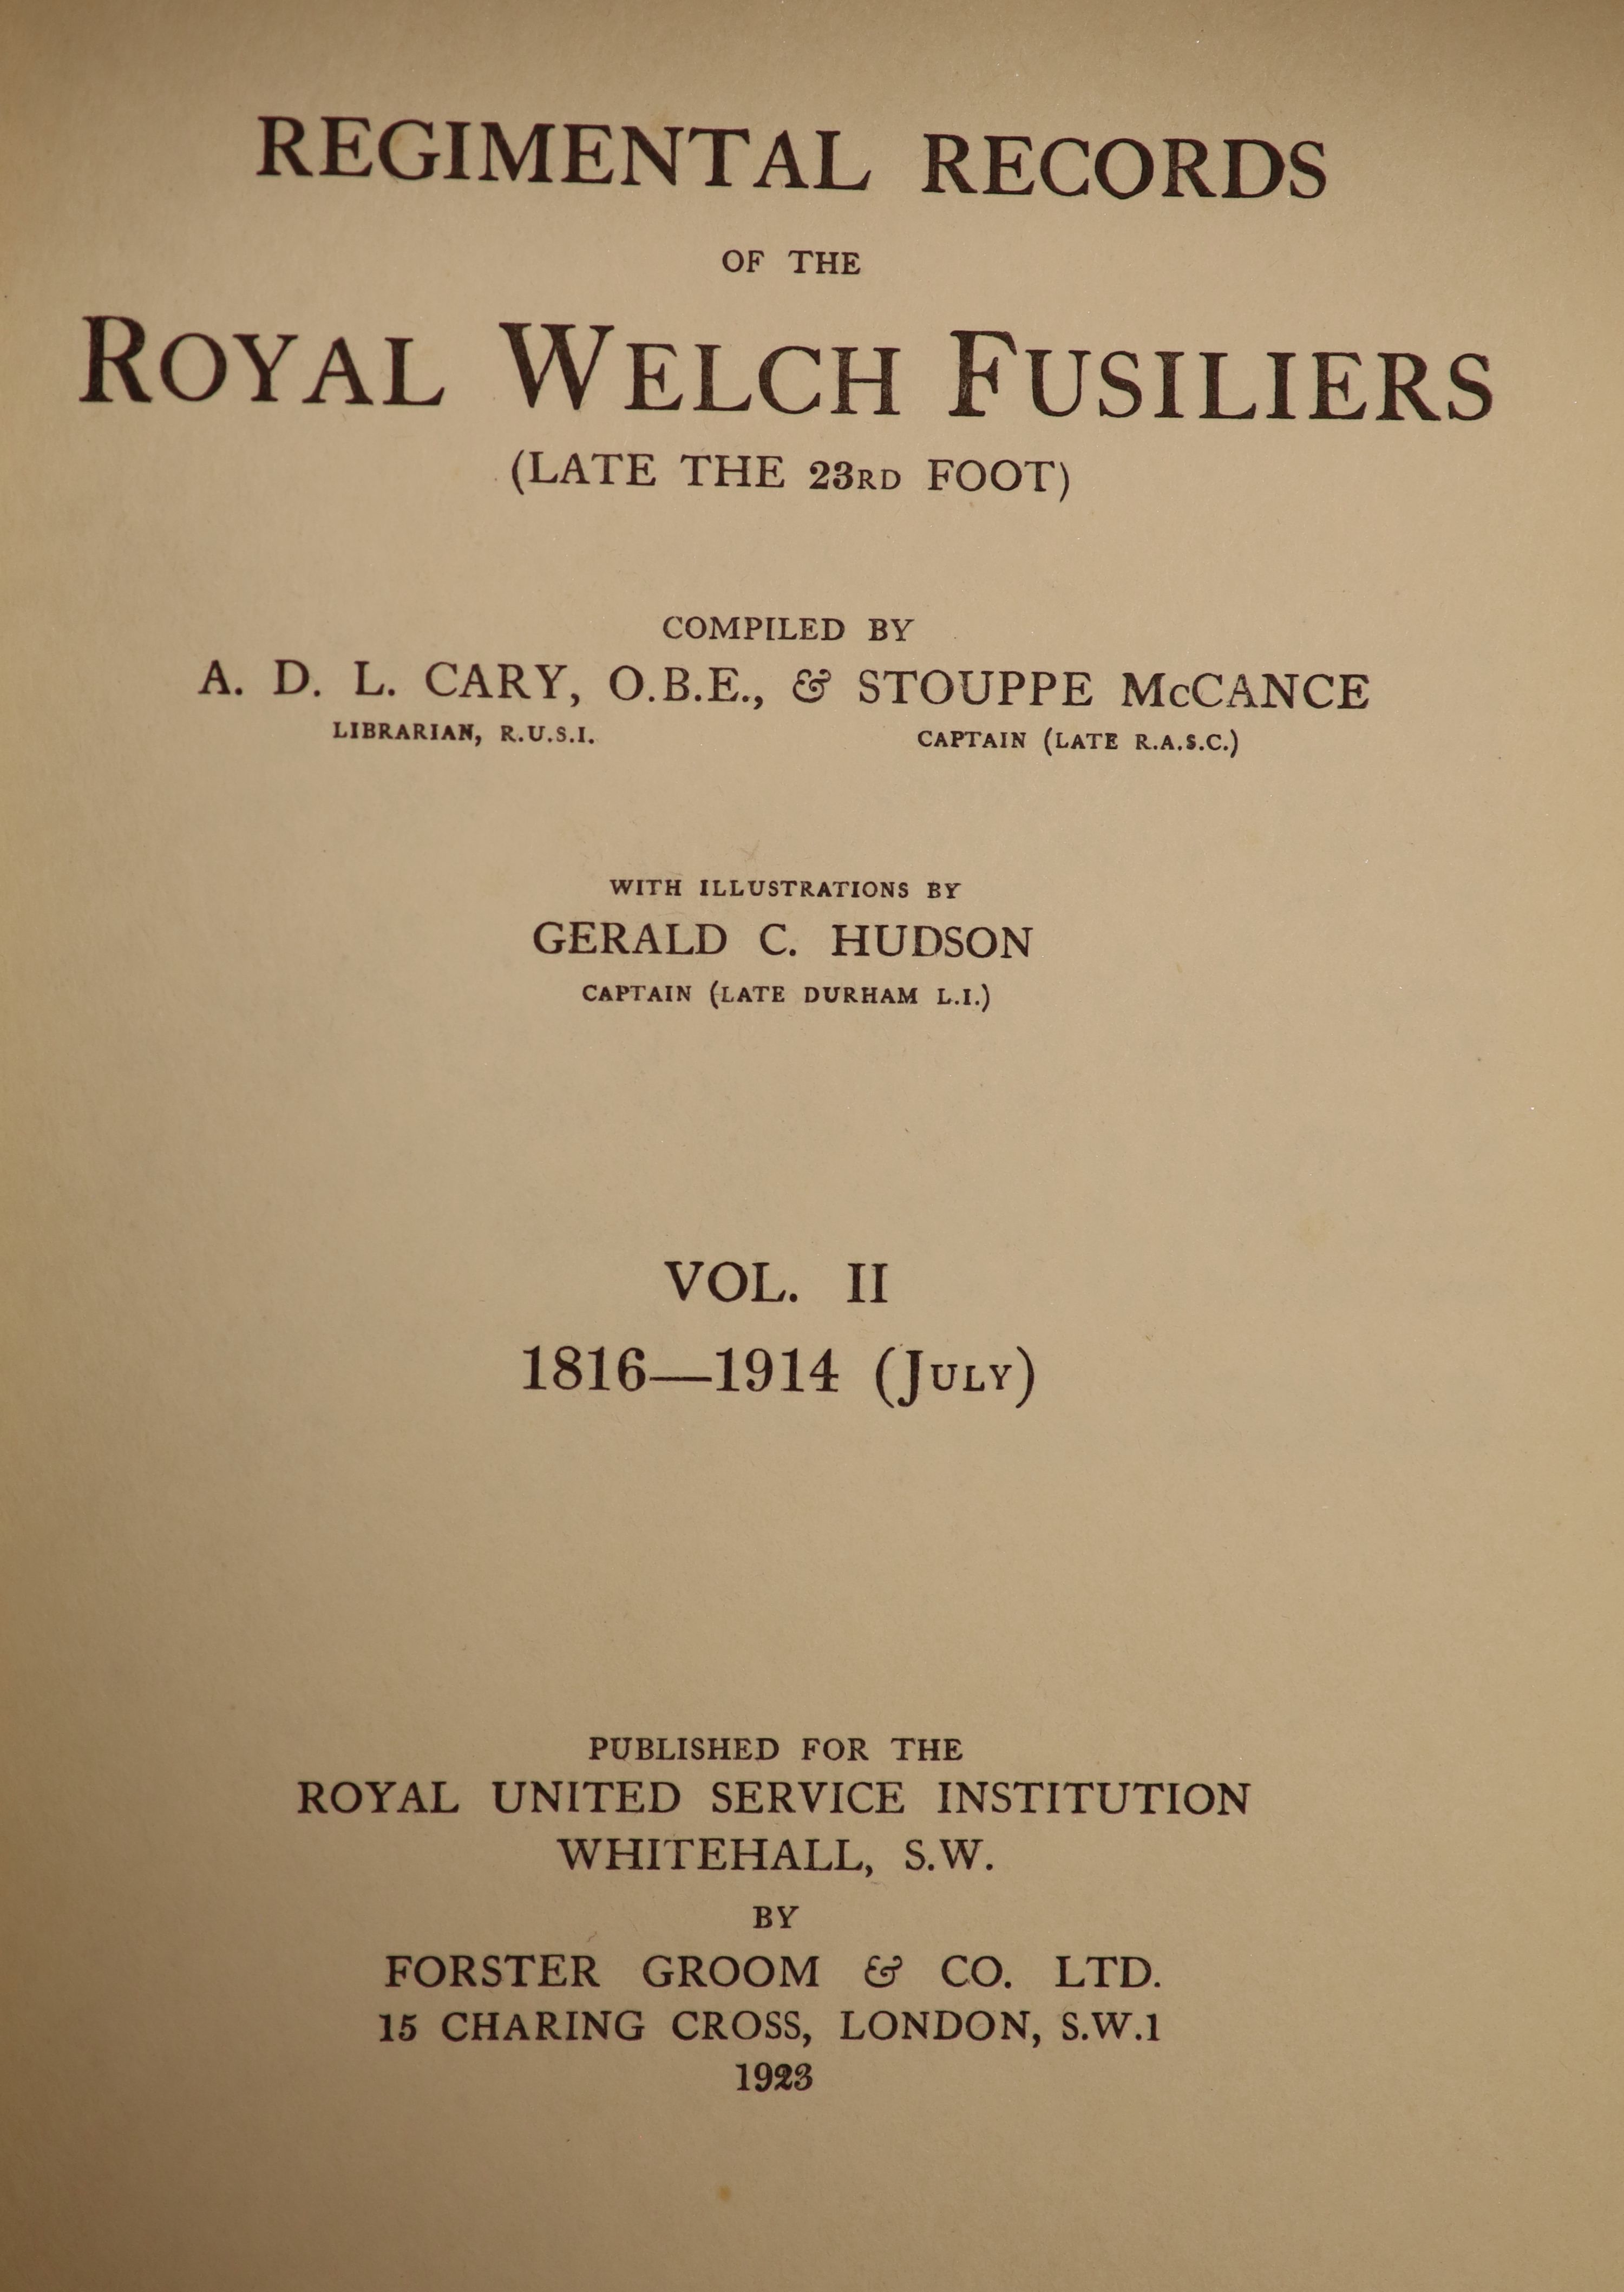 REGIMENTAL RECORDS
OF THE
ROYAL WELCH FUSILIERS
(LATE THE 23RD FOOT)
COMPILED BY
A. D. L. CARY, O.B.E., & STOUPPE McCANCE
LIBRARIAN, R.U.S.I. CAPTAIN (LATE R.A.S.C.)
WITH ILLUSTRATIONS BY
GERALD C. HUDSON
CAPTAIN (LATE DURHAM L.I.)
VOL. II
1816—1914 (JULY)
PUBLISHED FOR THE
ROYAL UNITED SERVICE INSTITUTION
WHITEHALL, S.W.
BY
FORSTER GROOM & CO. LTD.
15 CHARING CROSS, LONDON, S.W.1
1923